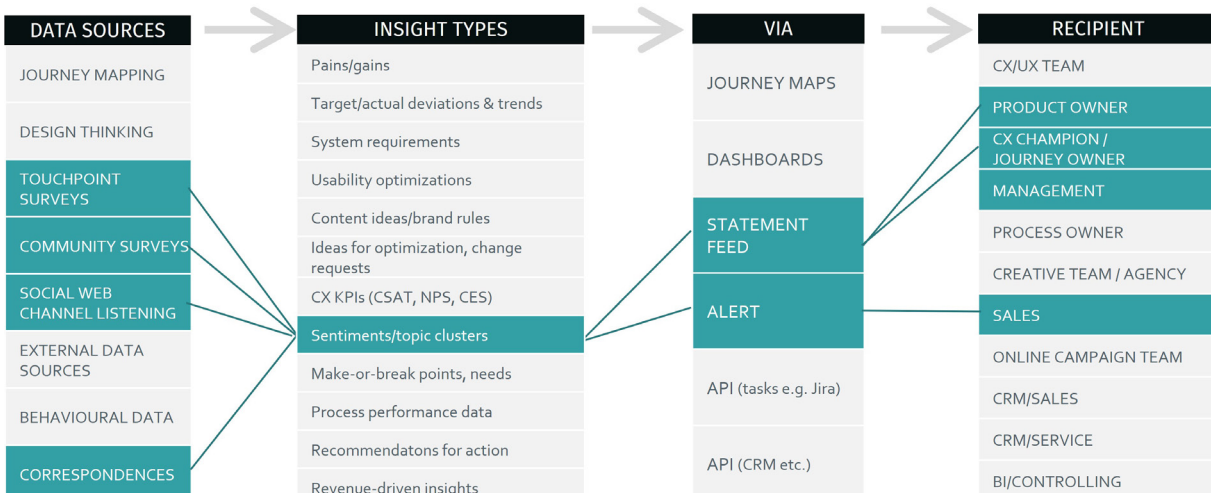 DATA SOURCES
JOURNEY MAPPING
DESIGN THINKING
TOUCHPOINT
SURVEYS
COMMUNITY SURVEYS
SOCIAL WEB
CHANNEL LISTENING
EXTERNAL DATA
SOURCES
BEHAVIOURAL DATA
CORRESPONDENCES
INSIGHT TYPES
Pains/gains
Target/actual deviations & trends
System requirements
Usability optimizations
Content ideas/brand rules
Ideas for optimization, change
requests
CX KPIs (CSAT, NPS, CES)
Sentiments/topic clusters
Make-or-break points, needs
Process performance data
Recommendatons for action
Revenue-driven insights
VIA
JOURNEY MAPS
DASHBOARDS
STATEMENT
FEED
ALERT
API (tasks e.g. Jira)
API (CRM etc.)
RECIPIENT
CX/UX TEAM
PRODUCT OWNER
CX CHAMPION /
JOURNEY OWNER
MANAGEMENT
PROCESS OWNER
CREATIVE TEAM / AGENCY
SALES
ONLINE CAMPAIGN TEAM
CRM/SALES
CRM/SERVICE
BI/CONTROLLING